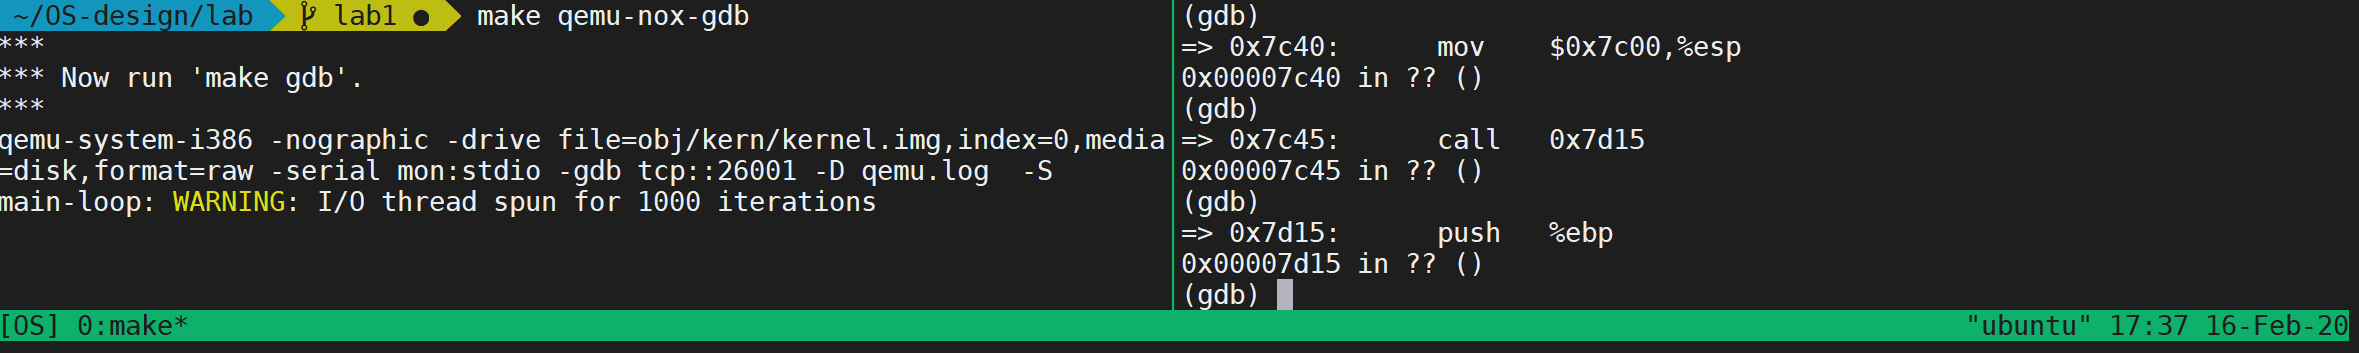 ~/OS-design/lab lab1 ● make qemu-nox-gdb
***
*** Now run 'make gdb'.
***
qemu-system-i386 -nographic -drive file=obj/kern/kernel.img,index=0,media
=disk,format=raw -serial mon:stdio -gdb tcp::26001 -D qemu.log  -S
main-loop: WARNING: I/O thread spun for 1000 iterations
(gdb)
=> 0x7c40:      mov    $0x7c00,%esp
0x00007c40 in ?? ()
(gdb)
=> 0x7c45:      call   0x7d15
0x00007c45 in ?? ()
(gdb)
=> 0x7d15:      push   %ebp
0x00007d15 in ?? ()
(gdb)
[OS] 0:make* "ubuntu" 17:37 16-Feb-20